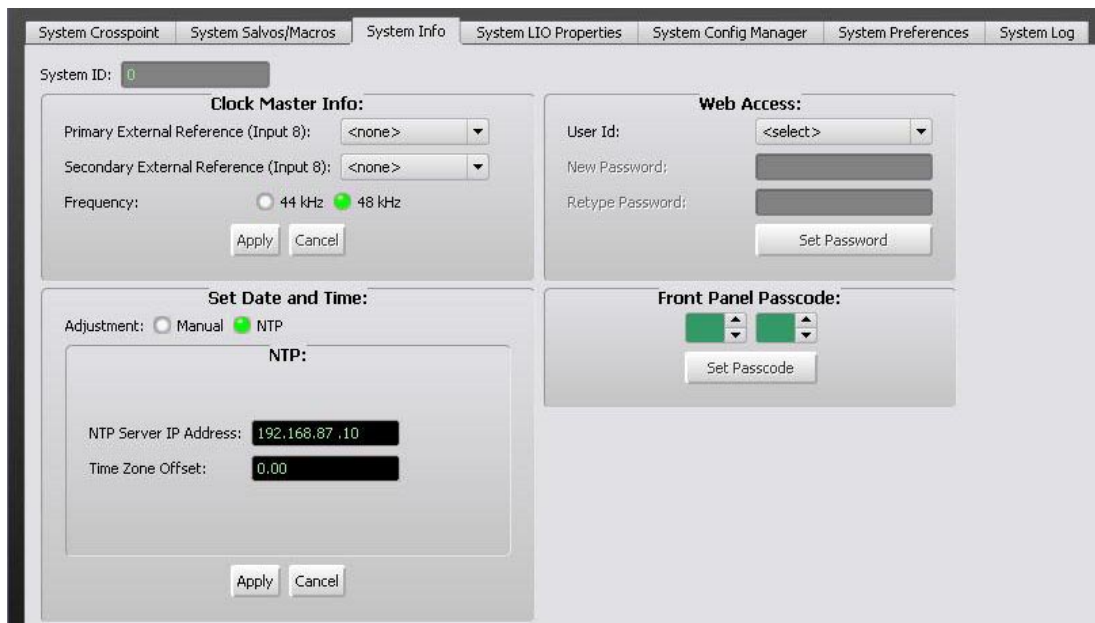 System Crosspoint System Salvos/Macros System Info System LIO Properties System Config Manager System Preferences System Log
System ID: 0
Clock Master Info:
Primary External Reference (Input 8): <none>
Secondary External Reference (Input 8): <none>
Frequency: 44 kHz 48 kHz
Apply Cancel
Web Access:
User Id: <select>
New Password:
Retype Password:
Set Password
Set Date and Time:
Adjustment: Manual NTP
NTP:
NTP Server IP Address: 192.168.87 .10
Time Zone Offset: 0.00
Apply Cancel
Front Panel Passcode:
Set Passcode